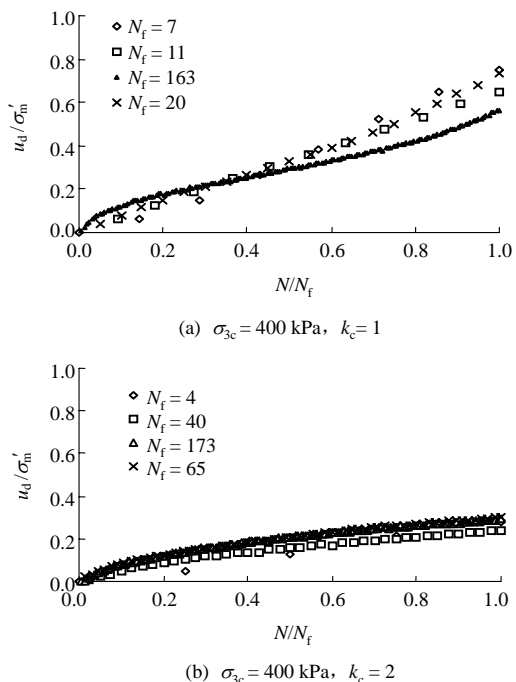 1.0
N_f = 7
N_f = 11
0.8
N_f = 163
N_f = 20
0.6
u_d/σ′_m
0.4
0.2
0.0
0.0 0.2 0.4 0.6 0.8 1.0
N/N_f
(a) σ_3c = 400 kPa，k_c = 1
1.0
N_f = 4
N_f = 40
0.8
N_f = 173
N_f = 65
0.6
u_d/σ′_m
0.4
0.2
0.0
0.0 0.2 0.4 0.6 0.8 1.0
N/N_f
(b) σ_3c = 400 kPa，k_c = 2